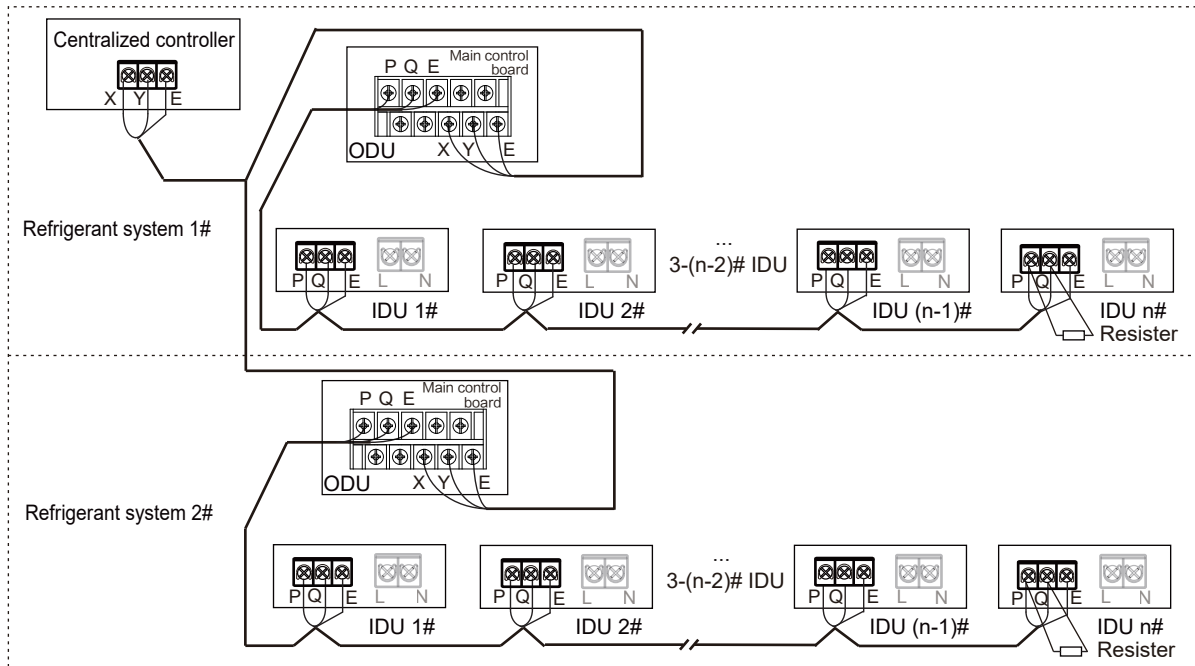 Centralized controller
X Y E
Main control
board
P Q E
ODU X Y E
Refrigerant system 1#
...
3-(n-2)# IDU
P Q E L N
P Q E L N
P Q E L N
P Q E L N
IDU 1#
IDU 2#
IDU (n-1)#
IDU n#
Resister
Main control
board
P Q E
ODU X Y E
Refrigerant system 2#
...
3-(n-2)# IDU
P Q E L N
P Q E L N
P Q E L N
P Q E L N
IDU 1#
IDU 2#
IDU (n-1)#
IDU n#
Resister